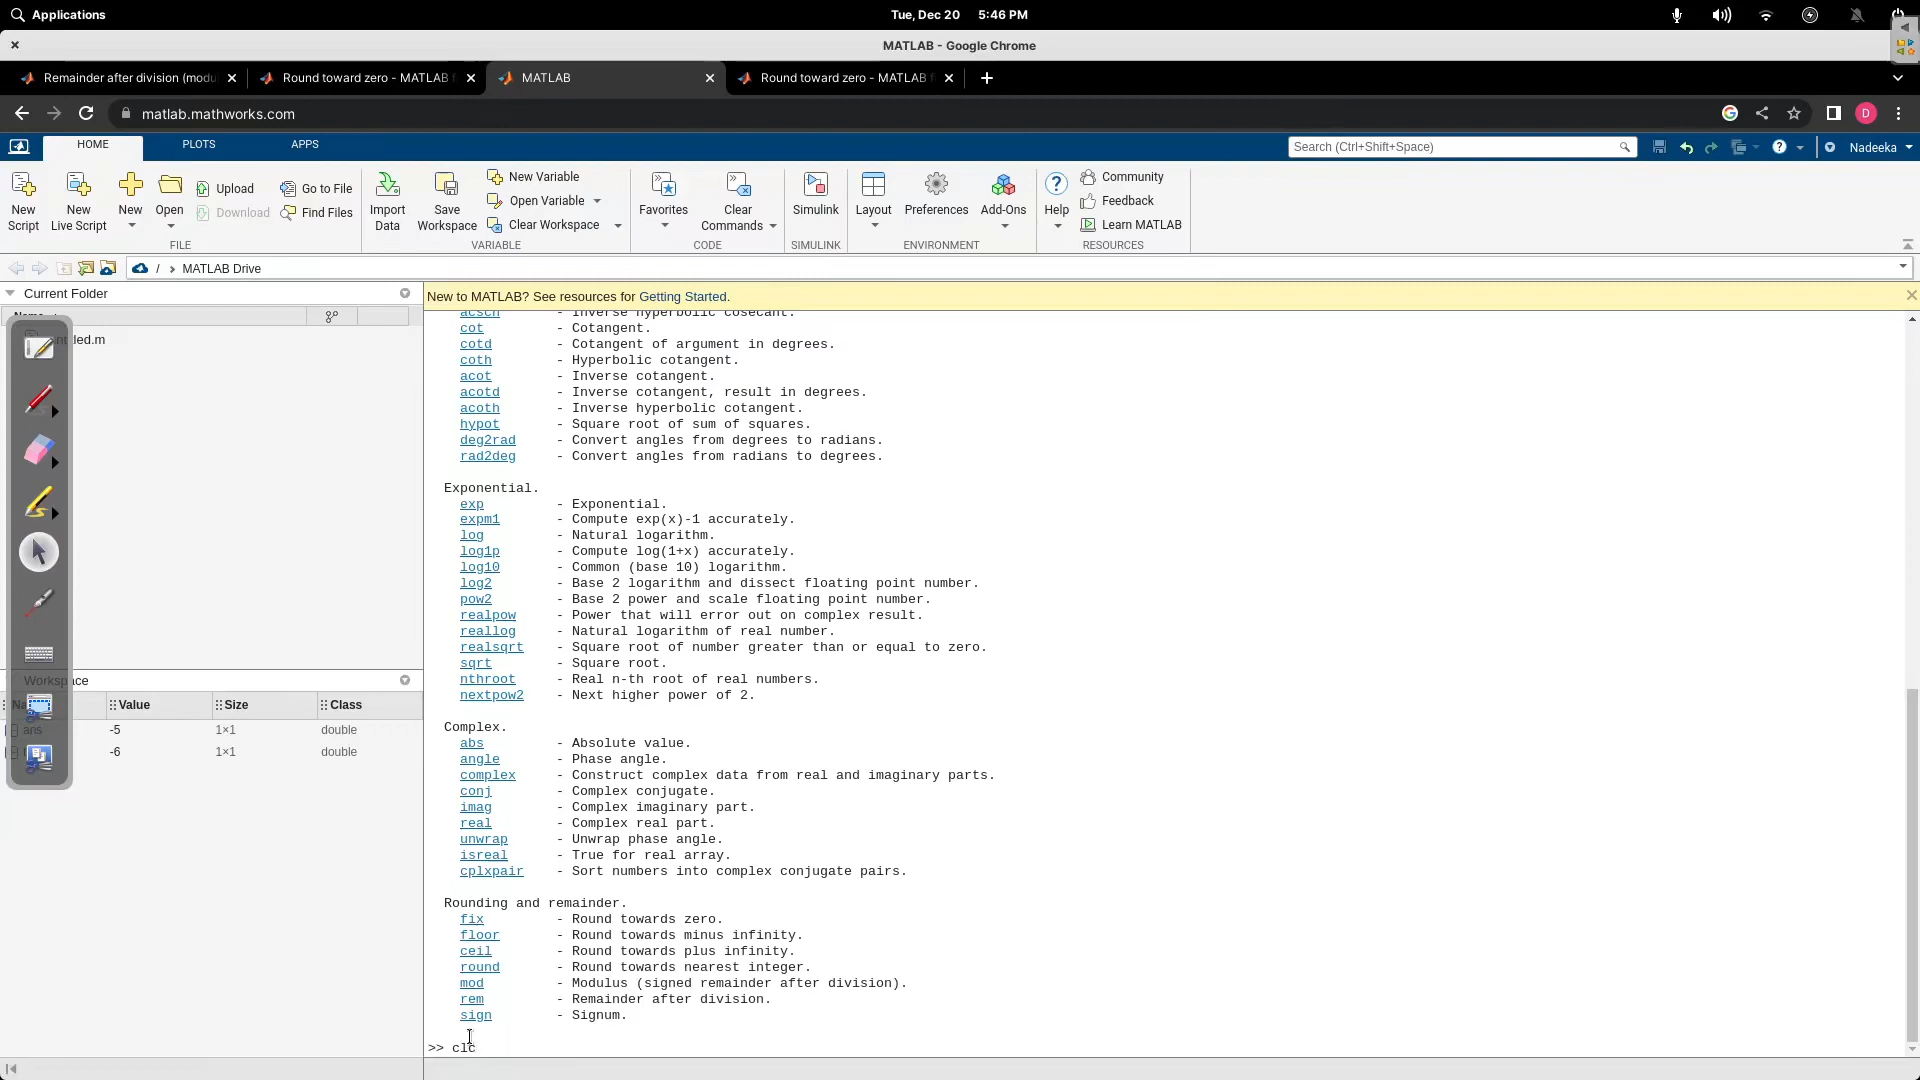 Applications
Tue, Dec 20 5:46 PM
MATLAB - Google Chrome
Remainder after division (modu
Round toward zero - MATLAB f
MATLAB
Round toward zero - MATLAB f
matlab.mathworks.com
D
HOME
PLOTS
APPS
Search (Ctrl+Shift+Space)
Nadeeka
New Script
New Live Script
New
Open
Upload
Download
Go to File
Find Files
FILE
Import Data
Save Workspace
New Variable
Open Variable
Clear Workspace
VARIABLE
Favorites
Clear Commands
CODE
Simulink
SIMULINK
Layout
Preferences
Add-Ons
ENVIRONMENT
Help
Community
Feedback
Learn MATLAB
RESOURCES
/ MATLAB Drive
Current Folder
Name
led.m
Workspace
Na Value Size Class
ans -5 1×1 double
-6 1×1 double
New to MATLAB? See resources for Getting Started.
acsch - Inverse hyperbolic cosecant.
cot - Cotangent.
cotd - Cotangent of argument in degrees.
coth - Hyperbolic cotangent.
acot - Inverse cotangent.
acotd - Inverse cotangent, result in degrees.
acoth - Inverse hyperbolic cotangent.
hypot - Square root of sum of squares.
deg2rad - Convert angles from degrees to radians.
rad2deg - Convert angles from radians to degrees.
Exponential.
exp - Exponential.
expm1 - Compute exp(x)-1 accurately.
log - Natural logarithm.
log1p - Compute log(1+x) accurately.
log10 - Common (base 10) logarithm.
log2 - Base 2 logarithm and dissect floating point number.
pow2 - Base 2 power and scale floating point number.
realpow - Power that will error out on complex result.
reallog - Natural logarithm of real number.
realsqrt - Square root of number greater than or equal to zero.
sqrt - Square root.
nthroot - Real n-th root of real numbers.
nextpow2 - Next higher power of 2.
Complex.
abs - Absolute value.
angle - Phase angle.
complex - Construct complex data from real and imaginary parts.
conj - Complex conjugate.
imag - Complex imaginary part.
real - Complex real part.
unwrap - Unwrap phase angle.
isreal - True for real array.
cplxpair - Sort numbers into complex conjugate pairs.
Rounding and remainder.
fix - Round towards zero.
floor - Round towards minus infinity.
ceil - Round towards plus infinity.
round - Round towards nearest integer.
mod - Modulus (signed remainder after division).
rem - Remainder after division.
sign - Signum.
>> clc